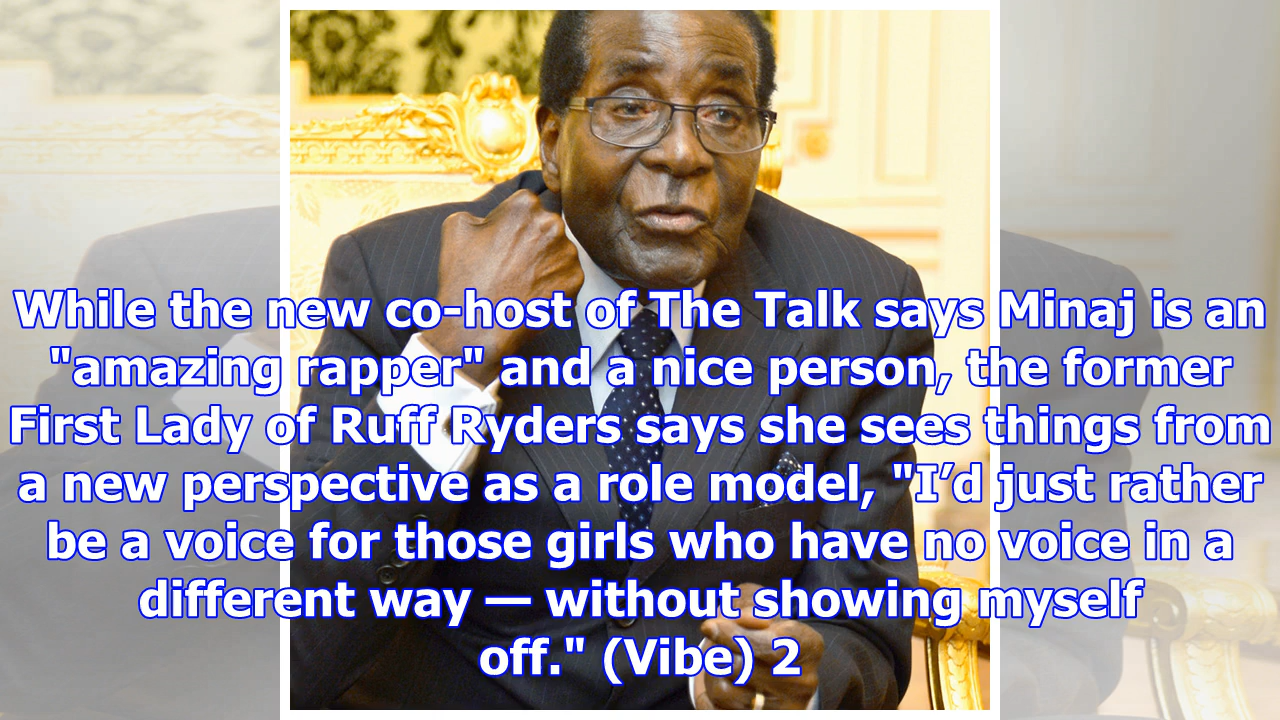 While the new co-host of The Talk says Minaj is an
"amazing rapper" and a nice person, the former
First Lady of Ruff Ryders says she sees things from
a new perspective as a role model, "I’d just rather
be a voice for those girls who have no voice in a
different way — without showing myself
off." (Vibe) 2